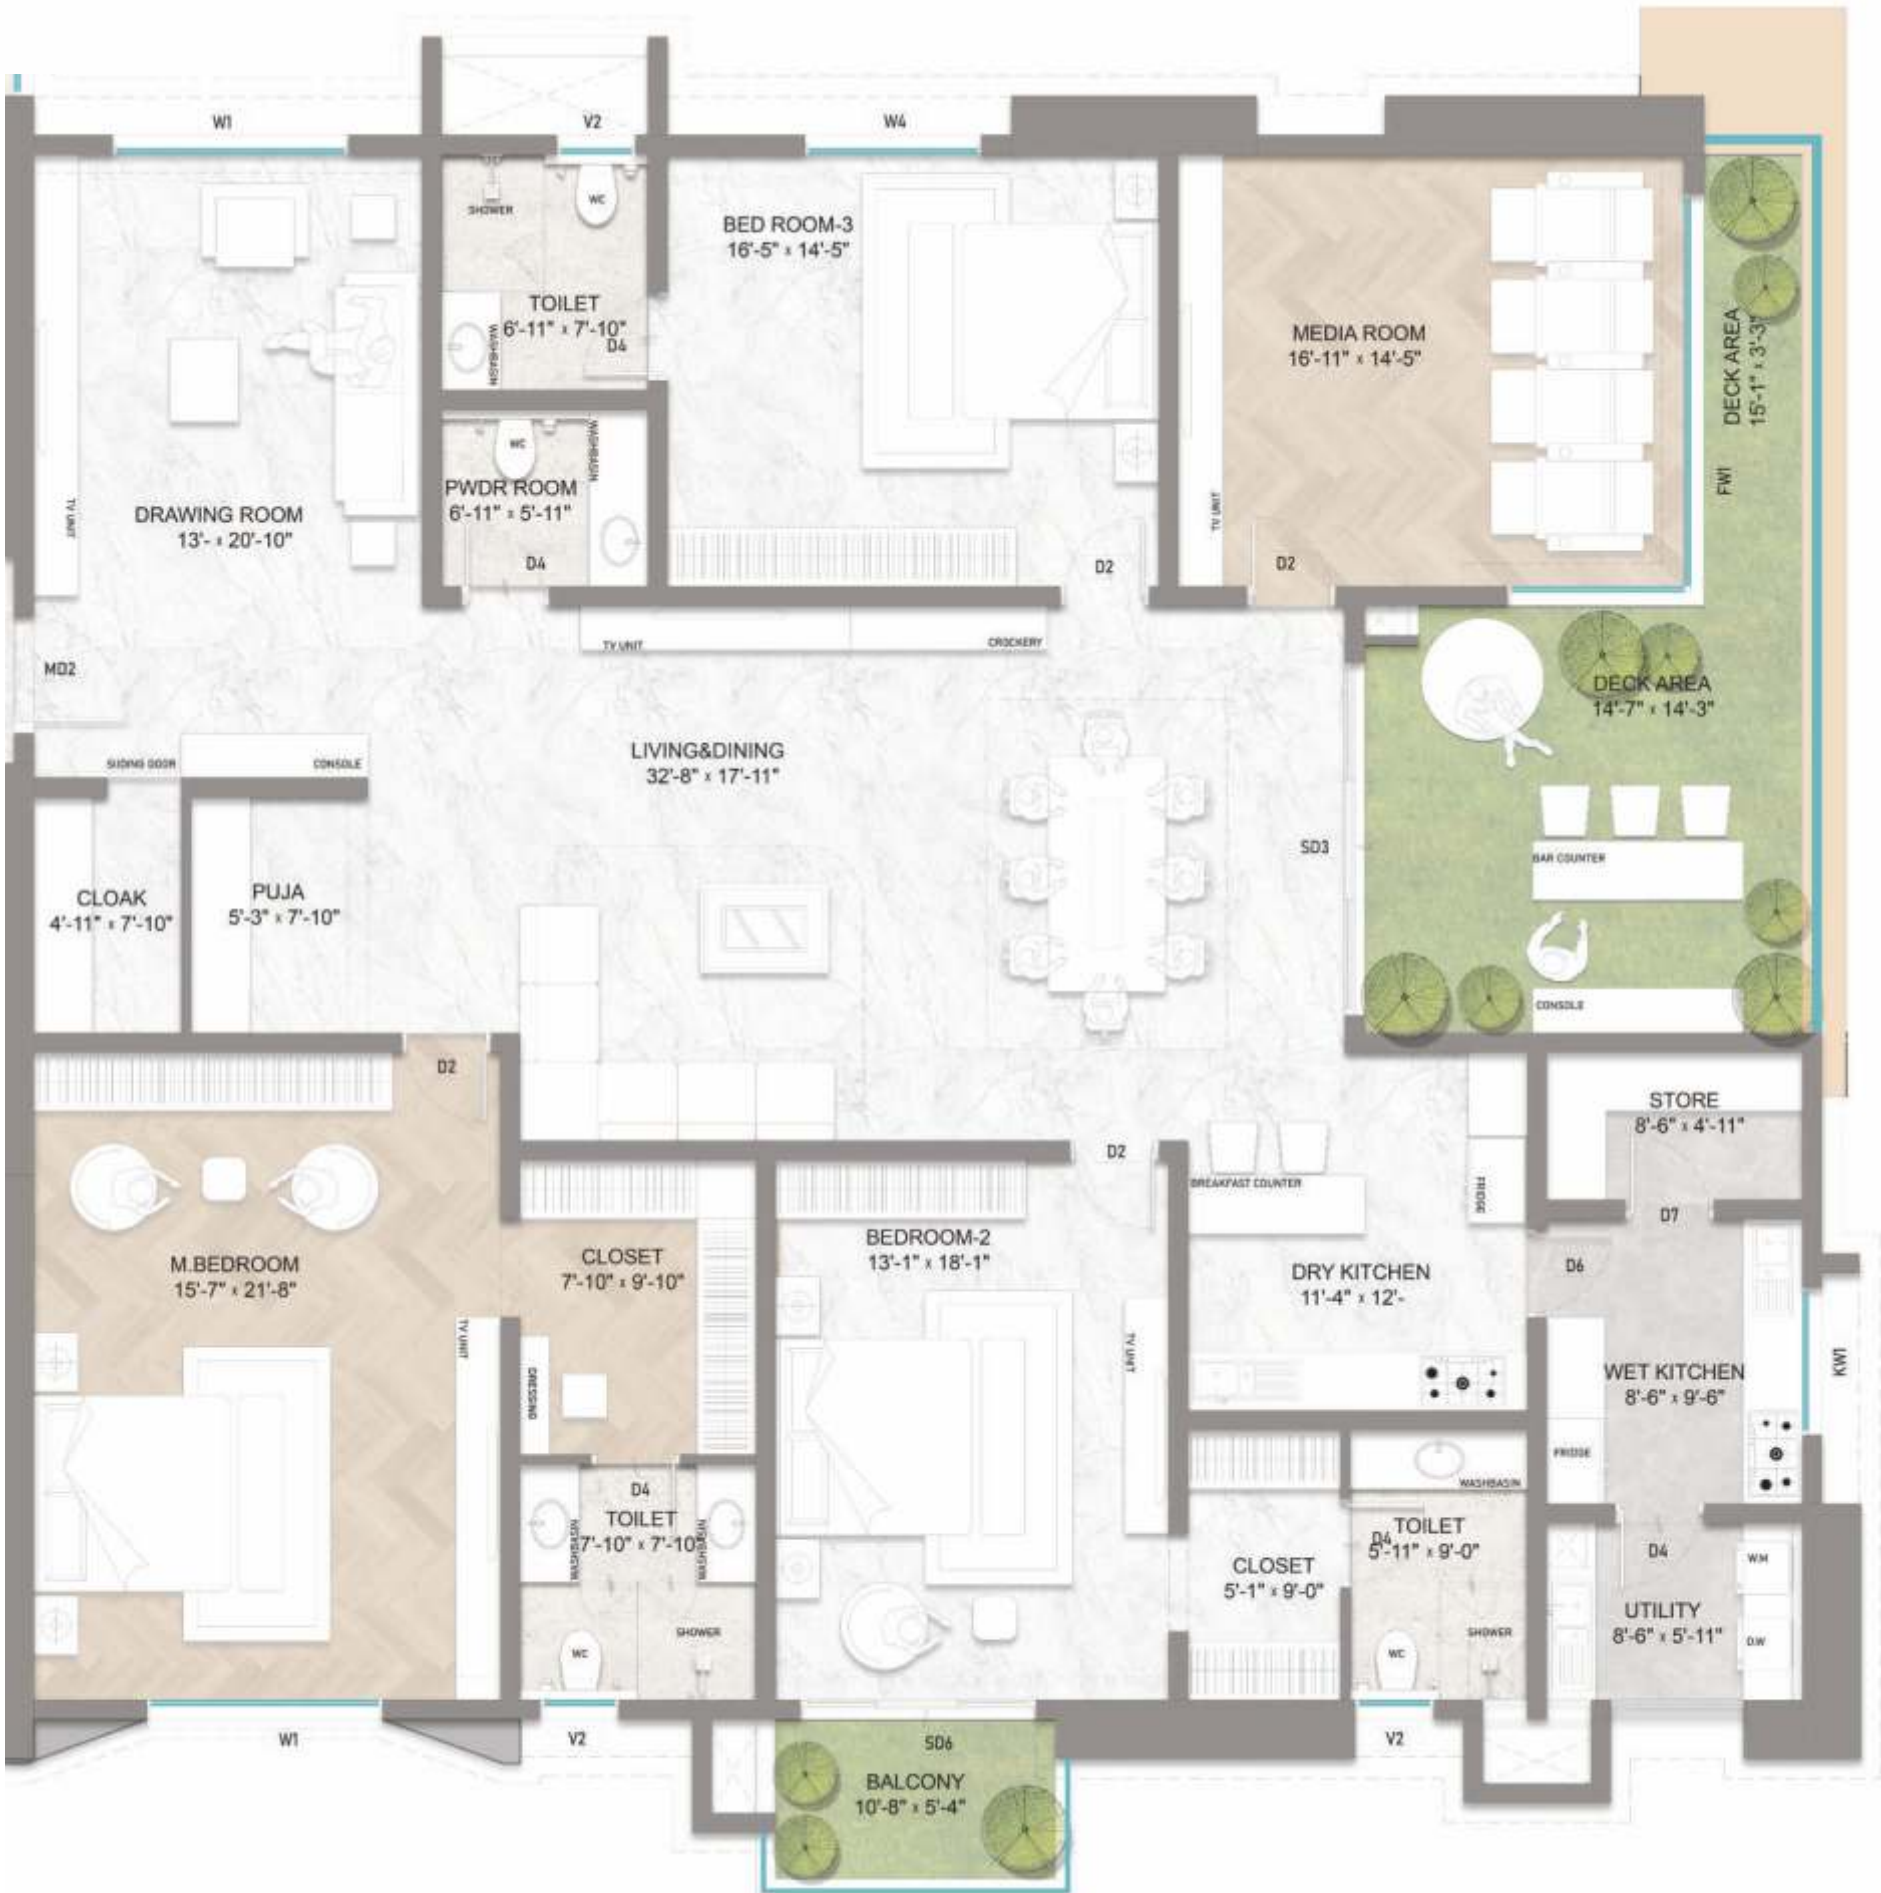 W1
V2
W4
SHOWER
WC
BED ROOM-3
16'-5" x 14'-5"
TOILET
6'-11" x 7'-10"
D4
WASHBASIN
MEDIA ROOM
16'-11" x 14'-5"
DECK AREA
15'-1" x 3'-3"
FW1
TV UNIT
DRAWING ROOM
13'- x 20'-10"
WC
WASHBASIN
PWDR ROOM
6'-11" x 5'-11"
D4
D2
TV UNIT
D2
MD2
TV UNIT
CROCKERY
DECK AREA
14'-7" x 14'-3"
SLIDING DOOR
CONSOLE
LIVING&DINING
32'-8" x 17'-11"
SD3
BAR COUNTER
CLOAK
4'-11" x 7'-10"
PUJA
5'-3" x 7'-10"
CONSOLE
D2
STORE
8'-6" x 4'-11"
D2
BREAKFAST COUNTER
FRIDGE
D7
M.BEDROOM
15'-7" x 21'-8"
CLOSET
7'-10" x 9'-10"
BEDROOM-2
13'-1" x 18'-1"
DRY KITCHEN
11'-4" x 12'-
D6
TV UNIT
DRESSING
TV UNIT
WET KITCHEN
8'-6" x 9'-6"
KW1
FRIDGE
D4
TOILET
7'-10" x 7'-10"
WASHBASIN
WASHBASIN
WASHBASIN
D4
TOILET
5'-11" x 9'-0"
CLOSET
5'-1" x 9'-0"
D4
W.M
UTILITY
8'-6" x 5'-11"
D.W
WC
SHOWER
WC
SHOWER
W1
V2
SD6
V2
BALCONY
10'-8" x 5'-4"